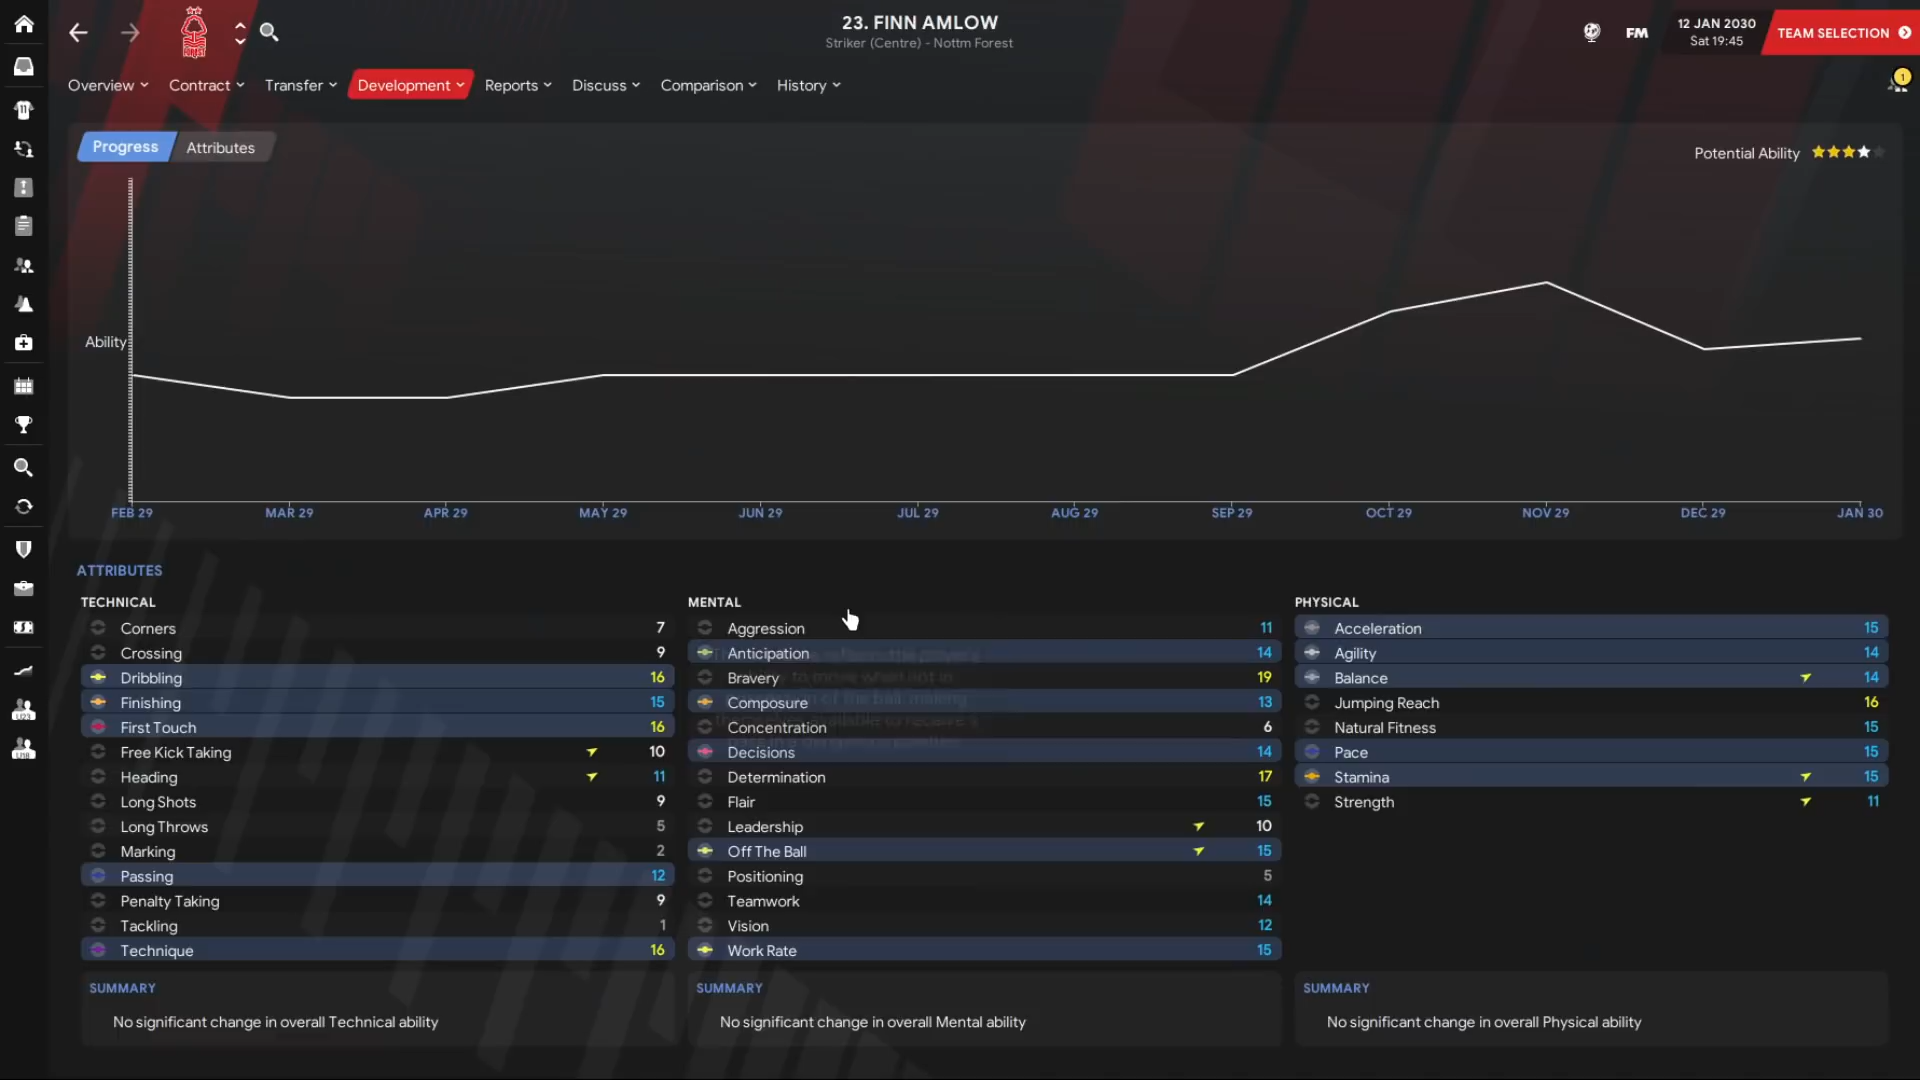 23. FINN AMLOW
Striker (Centre) - Nottm Forest
FM
12 JAN 2030
Sat 19:45
TEAM SELECTION
FOREST
Overview
Contract
Transfer
Development
Reports
Discuss
Comparison
History
1
Progress
Attributes
Potential Ability
Ability
FEB 29
MAR 29
APR 29
MAY 29
JUN 29
JUL 29
AUG 29
SEP 29
OCT 29
NOV 29
DEC 29
JAN 30
ATTRIBUTES
TECHNICAL
Corners 7
Crossing 9
Dribbling 16
Finishing 15
First Touch 16
Free Kick Taking 10
Heading 11
Long Shots 9
Long Throws 5
Marking 2
Passing 12
Penalty Taking 9
Tackling 1
Technique 16
SUMMARY
No significant change in overall Technical ability
MENTAL
Aggression 11
Anticipation 14
Bravery 19
Composure 13
Concentration 6
Decisions 14
Determination 17
Flair 15
Leadership 10
Off The Ball 15
Positioning 5
Teamwork 14
Vision 12
Work Rate 15
SUMMARY
No significant change in overall Mental ability
PHYSICAL
Acceleration 15
Agility 14
Balance 14
Jumping Reach 16
Natural Fitness 15
Pace 15
Stamina 15
Strength 11
SUMMARY
No significant change in overall Physical ability
11
U23
U18